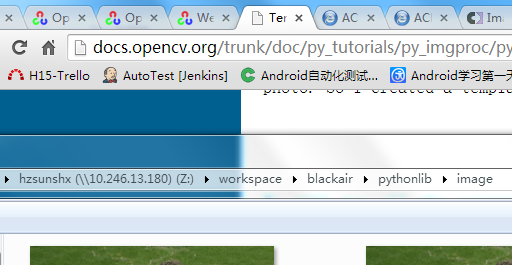 Op
Op
We
Ter
AC
AC
Im
docs.opencv.org/trunk/doc/py_tutorials/py_imgproc/py
H15-Trello
AutoTest [Jenkins]
Android自动化测试...
Android学习第一天
photo. So I created a templa
hzsunshx (\\10.246.13.180) (Z:) workspace blackair pythonlib image